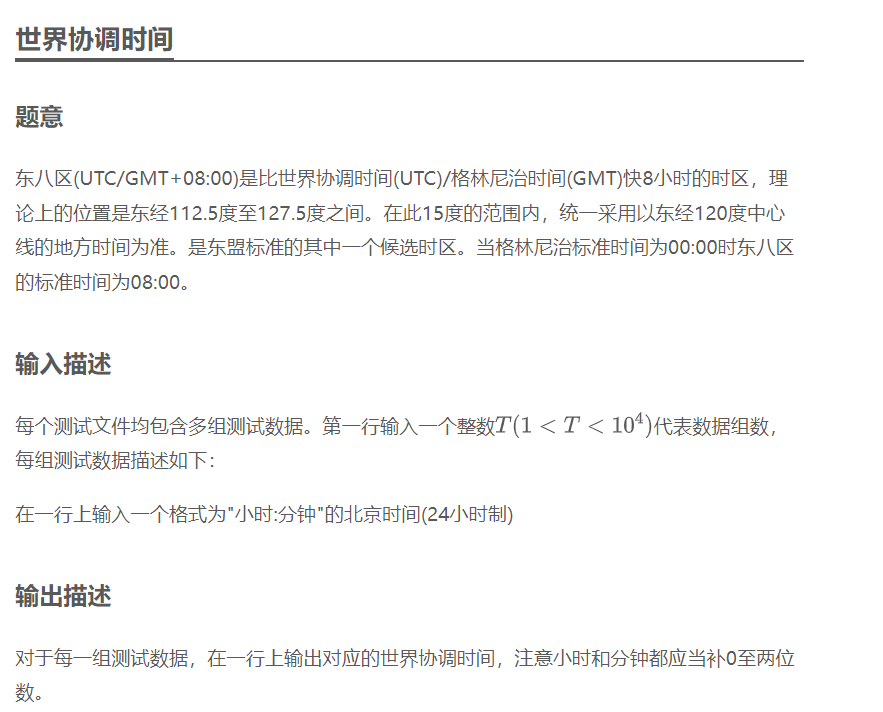 世界协调时间
题意
东八区(UTC/GMT+08:00)是比世界协调时间(UTC)/格林尼治时间(GMT)快8小时的时区，理
论上的位置是东经112.5度至127.5度之间。在此15度的范围内，统一采用以东经120度中心
线的地方时间为准。是东盟标准的其中一个候选时区。当格林尼治标准时间为00:00时东八区
的标准时间为08:00。
输入描述
每个测试文件均包含多组测试数据。第一行输入一个整数T(1 < T < 10⁴)代表数据组数，
每组测试数据描述如下：
在一行上输入一个格式为"小时:分钟"的北京时间(24小时制)
输出描述
对于每一组测试数据，在一行上输出对应的世界协调时间，注意小时和分钟都应当补0至两位
数。